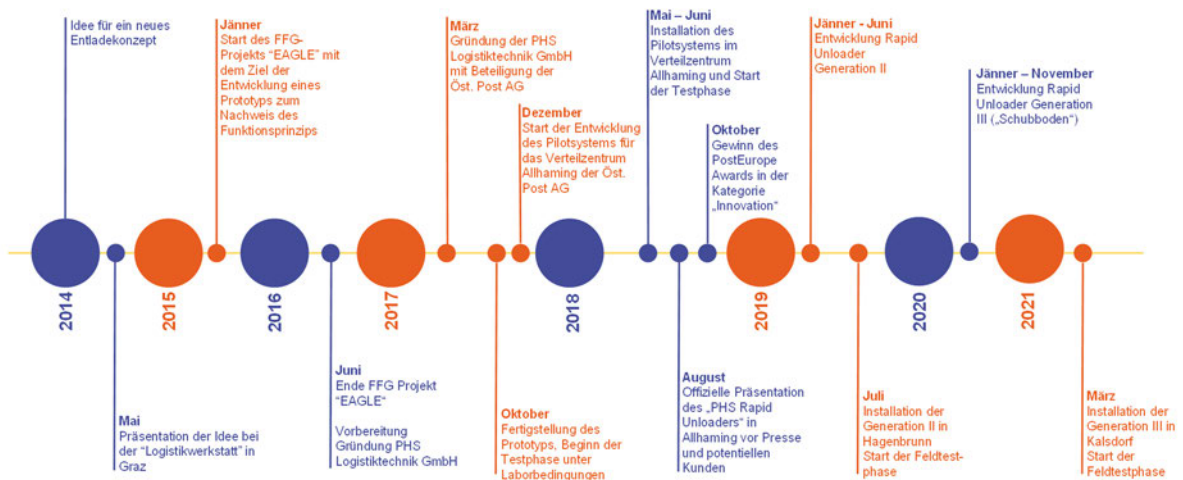 Idee für ein neues
Entladekonzept
Jänner
Start des FFG-
Projekts “EAGLE” mit
dem Ziel der
Entwicklung eines
Prototyps zum
Nachweis des
Funktionsprinzips
März
Gründung der PHS
Logistiktechnik GmbH
mit Beteiligung der
Öst. Post AG
Dezember
Start der Entwicklung
des Pilotsystems für
das Verteilzentrum
Allhaming der Öst.
Post AG
Mai – Juni
Installation des
Pilotsystems im
Verteilzentrum
Allhaming und Start
der Testphase
Oktober
Gewinn des
PostEurope
Awards in der
Kategorie
„Innovation“
Jänner - Juni
Entwicklung Rapid
Unloader
Generation II
Jänner – November
Entwicklung Rapid
Unloader Generation
III („Schubboden“)
2014
2015
2016
2017
2018
2019
2020
2021
Mai
Präsentation der Idee bei
der “Logistikwerkstatt” in
Graz
Juni
Ende FFG Projekt
“EAGLE“
Vorbereitung
Gründung PHS
Logistiktechnik GmbH
Oktober
Fertigstellung des
Prototyps, Beginn der
Testphase unter
Laborbedingungen
August
Offizielle Präsentation
des „PHS Rapid
Unloaders“ in
Allhaming vor Presse
und potentiellen
Kunden
Juli
Installation der
Generation II in
Hagenbrunn
Start der Feldtest-
phase
März
Installation der
Generation III in
Kalsdorf
Start der
Feldtestphase